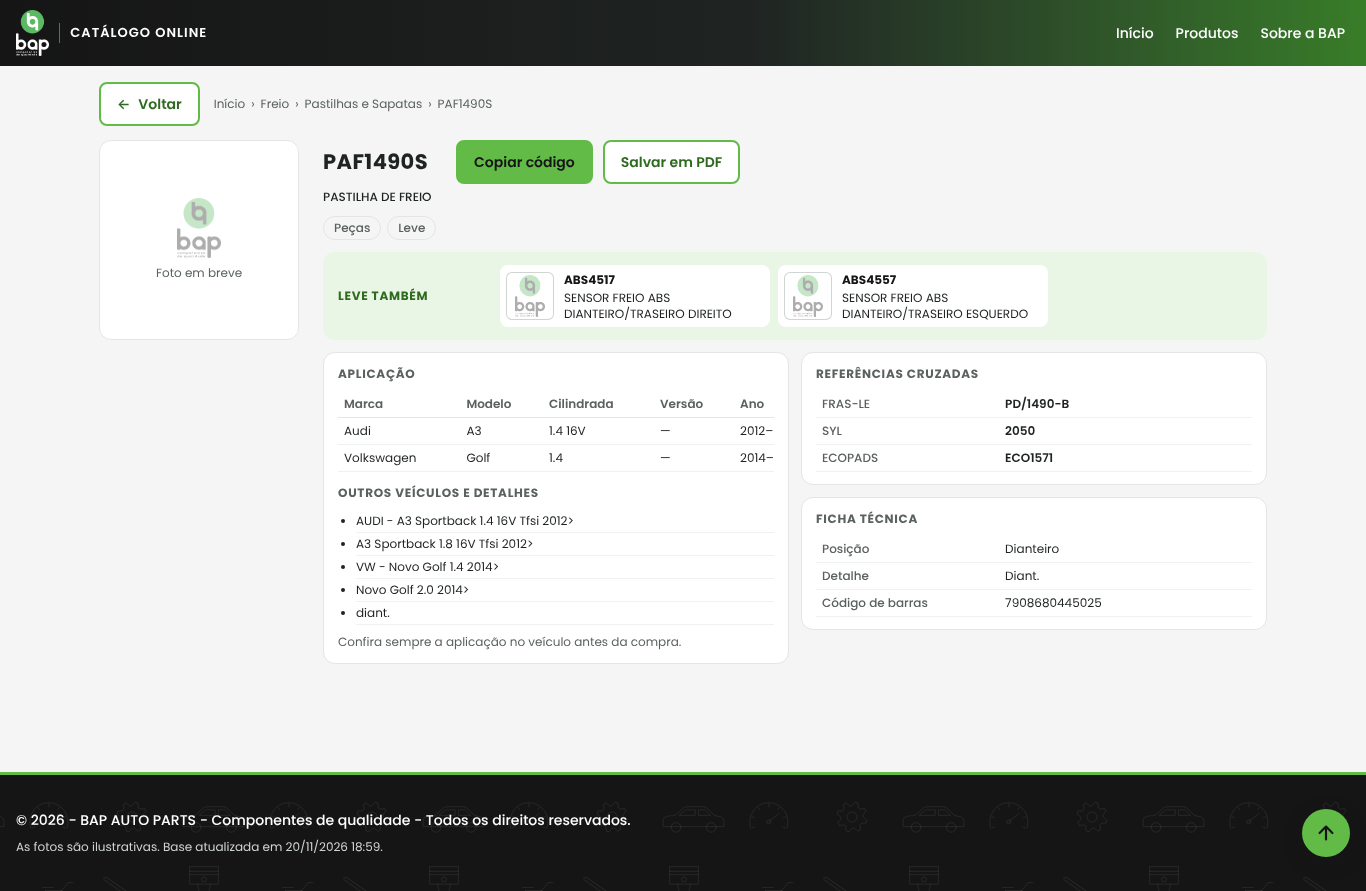 bap
CATÁLOGO ONLINE
Início
Produtos
Sobre a BAP
← Voltar
Início › Freio › Pastilhas e Sapatas › PAF1490S
bap
Foto em breve
PAF1490S
Copiar código
Salvar em PDF
PASTILHA DE FREIO
Peças
Leve
LEVE TAMBÉM
bap
ABS4517
SENSOR FREIO ABS
DIANTEIRO/TRASEIRO DIREITO
bap
ABS4557
SENSOR FREIO ABS
DIANTEIRO/TRASEIRO ESQUERDO
APLICAÇÃO
Marca Modelo Cilindrada Versão Ano
Audi A3 1.4 16V — 2012–
Volkswagen Golf 1.4 — 2014–
OUTROS VEÍCULOS E DETALHES
• AUDI - A3 Sportback 1.4 16V Tfsi 2012>
• A3 Sportback 1.8 16V Tfsi 2012>
• VW - Novo Golf 1.4 2014>
• Novo Golf 2.0 2014>
• diant.
Confira sempre a aplicação no veículo antes da compra.
REFERÊNCIAS CRUZADAS
FRAS-LE PD/1490-B
SYL 2050
ECOPADS ECO1571
FICHA TÉCNICA
Posição Dianteiro
Detalhe Diant.
Código de barras 7908680445025
© 2026 - BAP AUTO PARTS - Componentes de qualidade - Todos os direitos reservados.
As fotos são ilustrativas. Base atualizada em 20/11/2026 18:59.